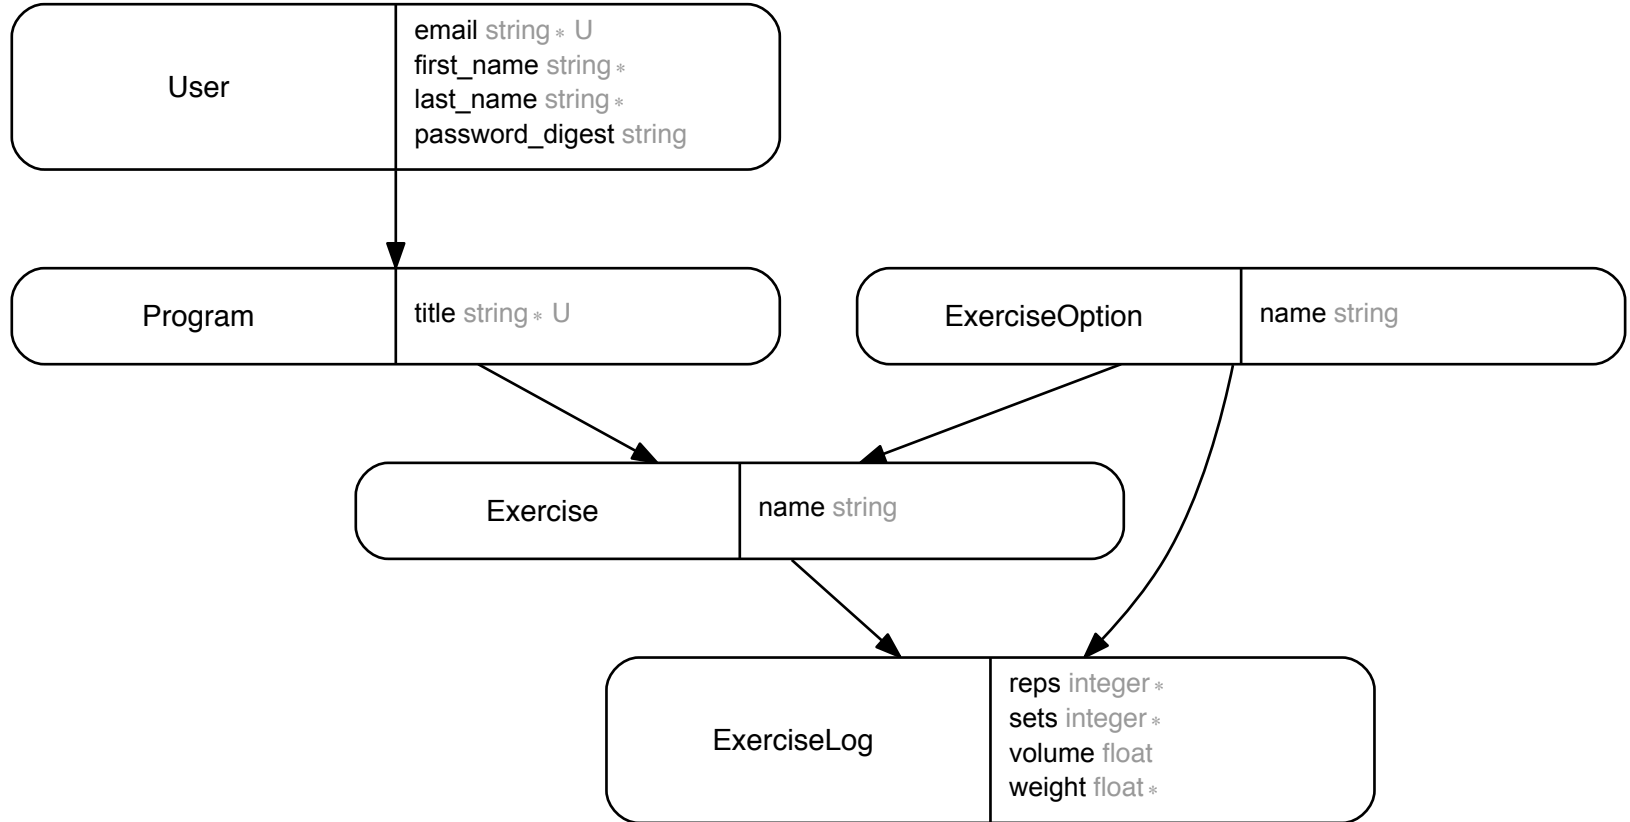 User
email string* U
first_name string*
last_name string*
password_digest string
Program
title string* U
ExerciseOption
name string
Exercise
name string
ExerciseLog
reps integer*
sets integer*
volume float
weight float*